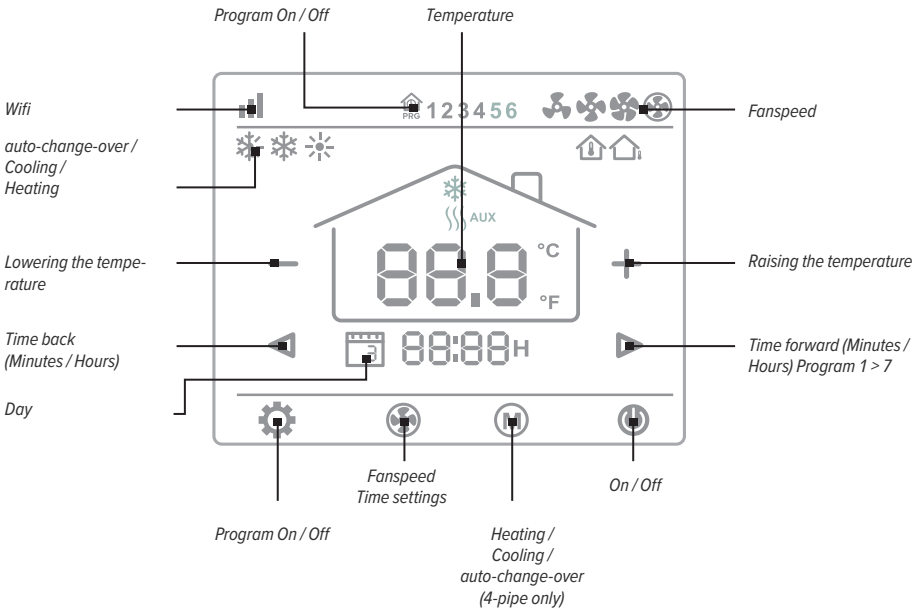 Program On / Off
Temperature
Wifi
PRG 1 2 3 4 5 6
Fanspeed
auto-change-over /
Cooling /
Heating
AUX
88.8
°C
°F
Lowering the tempe-
rature
Raising the temperature
Time back
(Minutes / Hours)
3
88:88H
Time forward (Minutes /
Hours) Program 1 > 7
Day
M
Fanspeed
Time settings
On / Off
Program On / Off
Heating /
Cooling /
auto-change-over
(4-pipe only)